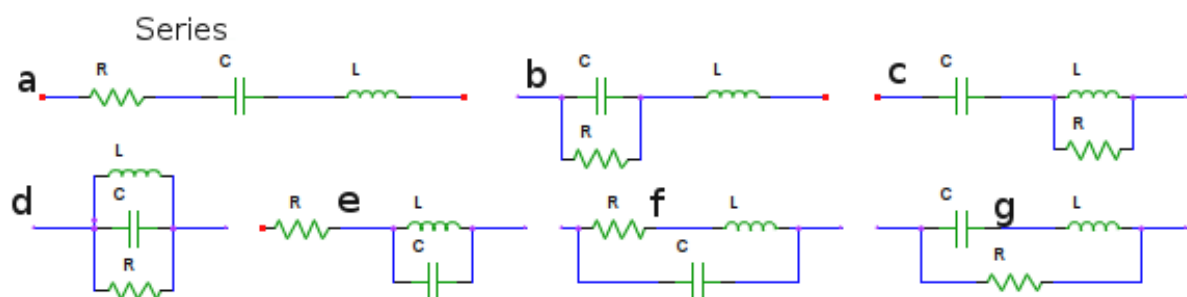 Series
a R C L
b C R L
c C L R
d L C R
e R L C
f R L C
g C L R